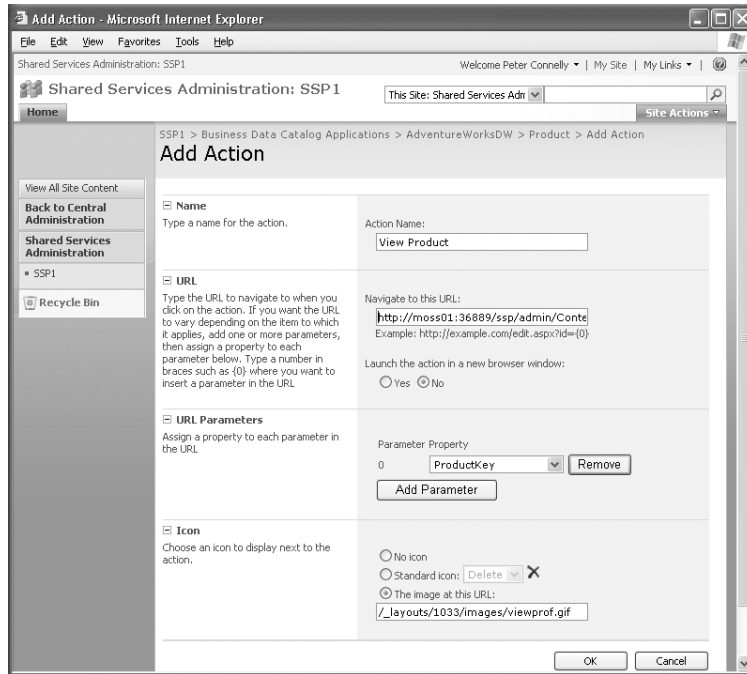 Add Action - Microsoft Internet Explorer
File Edit View Favorites Tools Help
Shared Services Administration: SSP1
Welcome Peter Connelly | My Site | My Links |
Shared Services Administration: SSP1
This Site: Shared Services Adm
Home
Site Actions
SSP1 > Business Data Catalog Applications > AdventureWorksDW > Product > Add Action
Add Action
View All Site Content
Back to Central
Administration
Shared Services
Administration
SSP1
Recycle Bin
Name
Type a name for the action.
Action Name:
View Product
URL
Type the URL to navigate to when you
click on the action. If you want the URL
to vary depending on the item to which
it applies, add one or more parameters,
then assign a property to each
parameter below. Type a number in
braces such as {0} where you want to
insert a parameter in the URL
Navigate to this URL:
http://moss01:36889/ssp/admin/Conte
Example: http://example.com/edit.aspx?id={0}
Launch the action in a new browser window:
Yes No
URL Parameters
Assign a property to each parameter in
the URL
Parameter Property
0 ProductKey Remove
Add Parameter
Icon
Choose an icon to display next to the
action.
No icon
Standard icon: Delete
The image at this URL:
/_layouts/1033/images/viewprof.gif
OK Cancel